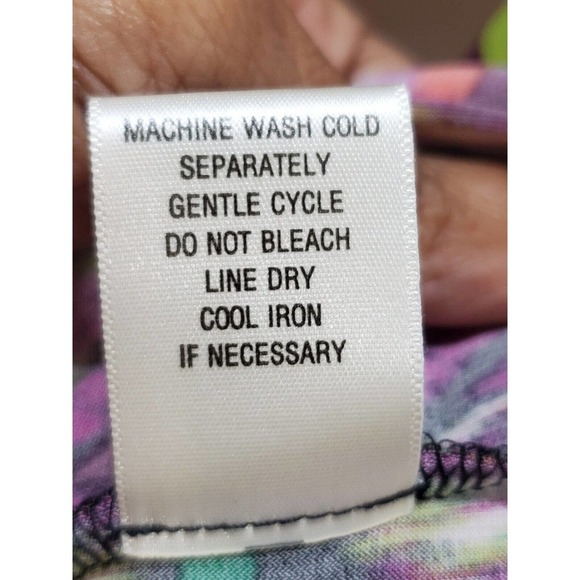 MACHINE WASH COLD
SEPARATELY
GENTLE CYCLE
DO NOT BLEACH
LINE DRY
COOL IRON
IF NECESSARY